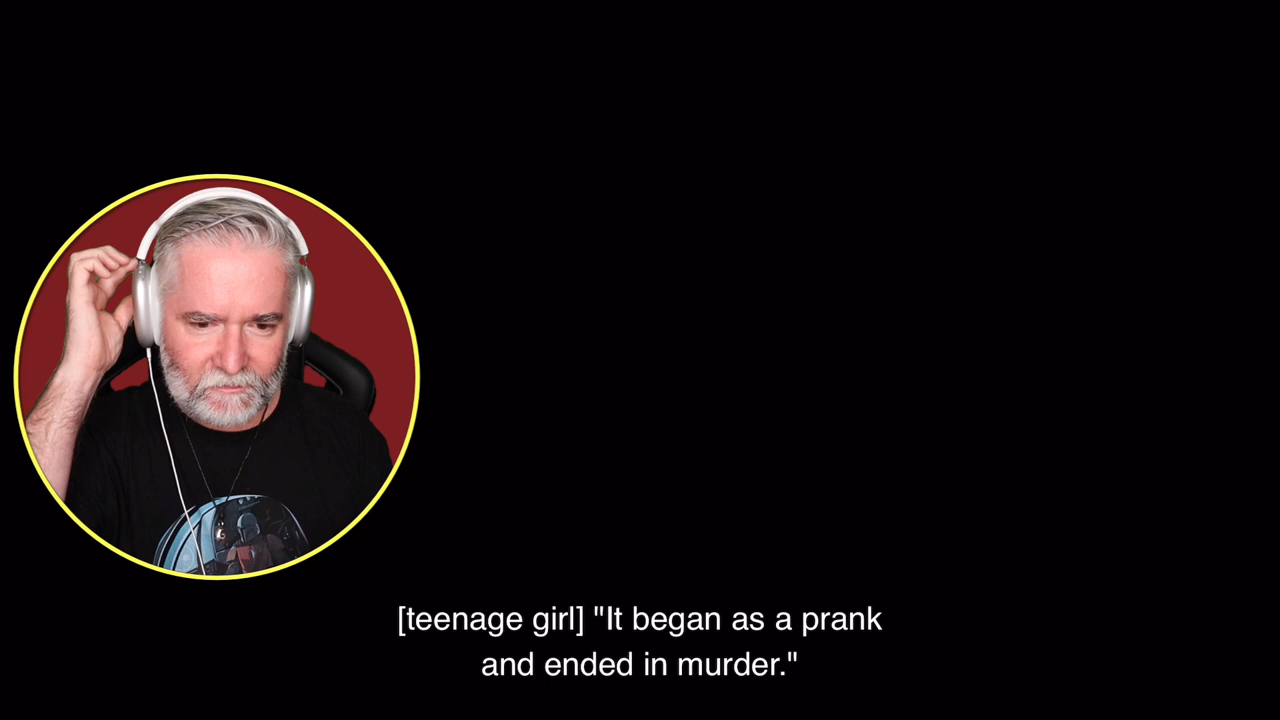 [teenage girl] "It began as a prank
and ended in murder."